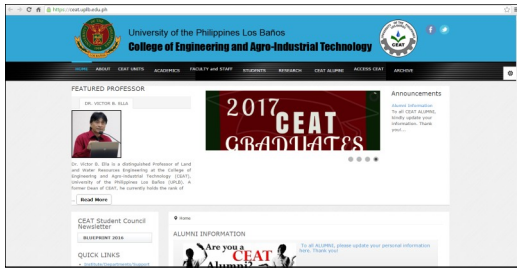 https://ceat.uplb.edu.ph
University of the Philippines Los Baños
College of Engineering and Agro-Industrial Technology
CEAT
HOME ABOUT CEAT UNITS ACADEMICS FACULTY and STAFF STUDENTS RESEARCH CEAT ALUMNI ACCESS CEAT ARCHIVE
FEATURED PROFESSOR
DR. VICTOR B. ELLA
Dr. Victor B. Ella is a distinguished Professor of Land
and Water Resources Engineering at the College of
Engineering and Agro-Industrial Technology (CEAT),
University of the Philippines Los Baños (UPLB). A
former Dean of CEAT, he currently holds the rank of
... Read More
2017
CEAT
GRADUATES
Announcements
Alumni Information
To all CEAT ALUMNI,
kindly update your
information. Thank
you!...
CEAT Student Council
Newsletter
BLUEPRINT 2016
QUICK LINKS
Institute/Departments/Support
Home
ALUMNI INFORMATION
Are you a
CEAT
Alumni?
To all ALUMNI, please update your personal information
here. Thank you!